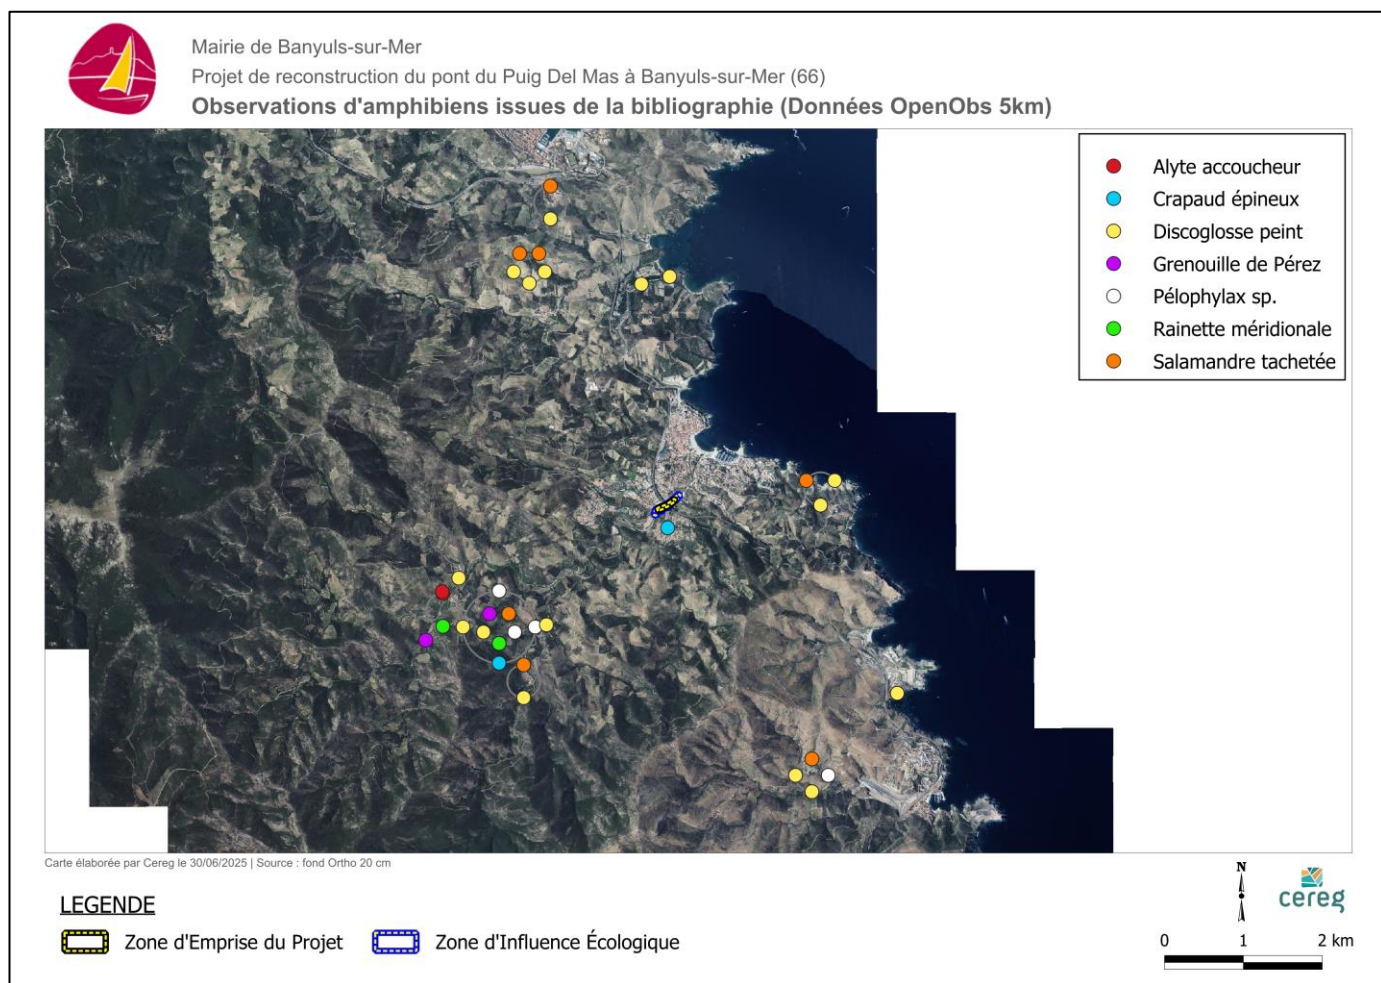 Mairie de Banyuls-sur-Mer
Projet de reconstruction du pont du Puig Del Mas à Banyuls-sur-Mer (66)
Observations d'amphibiens issues de la bibliographie (Données OpenObs 5km)
Alyte accoucheur
Crapaud épineux
Discoglosse peint
Grenouille de Pérez
Pélophylax sp.
Rainette méridionale
Salamandre tachetée
Carte élaborée par Cereg le 30/06/2025 | Source : fond Ortho 20 cm
LEGENDE
Zone d'Emprise du Projet
Zone d'Influence Écologique
N
cereg
0 1 2 km